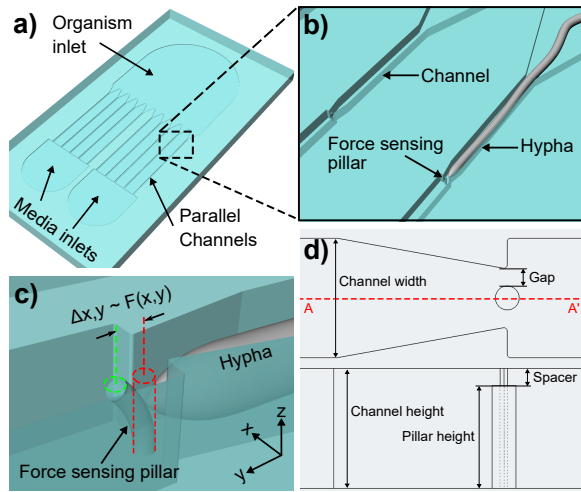 a)
Organism
inlet
Media inlets
Parallel
Channels
b)
Channel
Force sensing
pillar
Hypha
c)
Δx,y ~ F(x,y)
Hypha
Force sensing pillar
x
y
z
d)
Channel width
Gap
A
A'
Spacer
Channel height
Pillar height